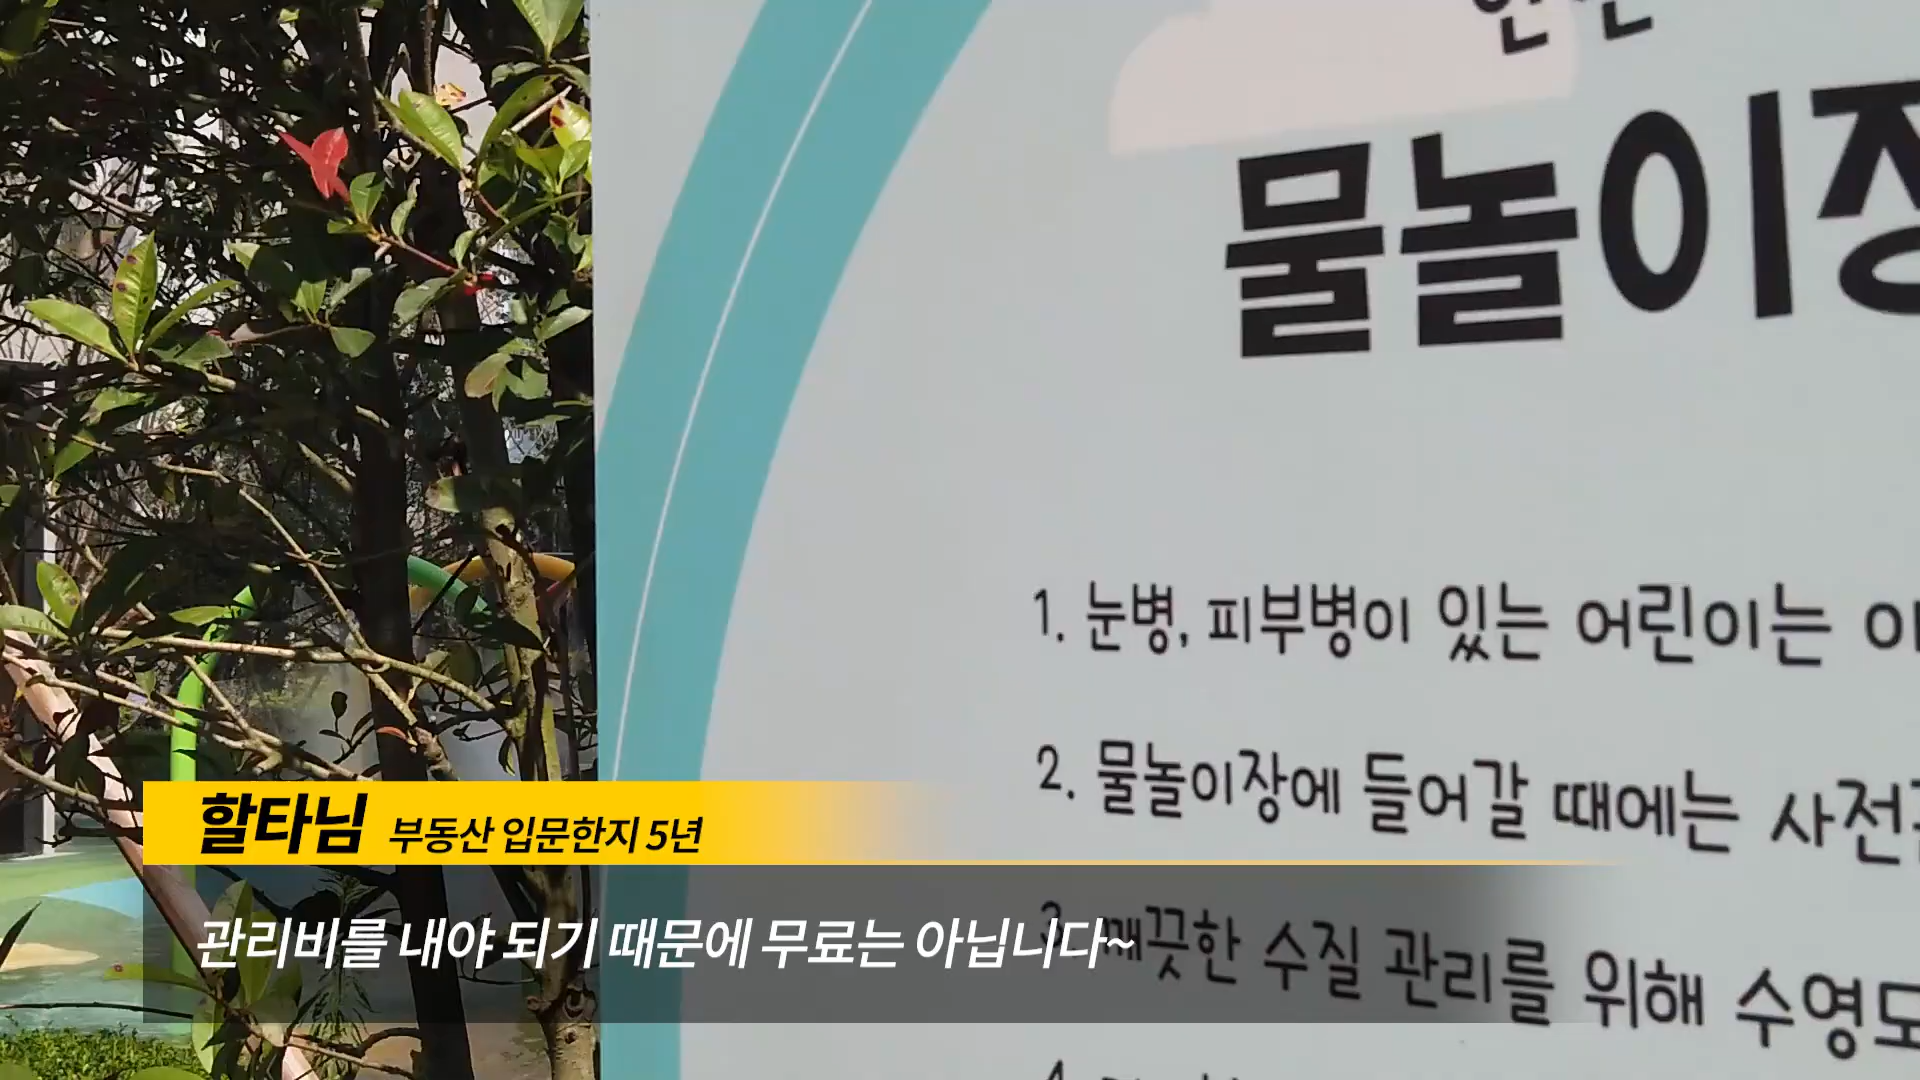 물놀이장
1. 눈병, 피부병이 있는 어린이는
2. 물놀이장에 들어갈 때에는 사전
할타님 부동산 입문한지 5년
3. 깨끗한 수질 관리를 위해
관리비를 내야 되기 때문에 무료는 아닙니다~